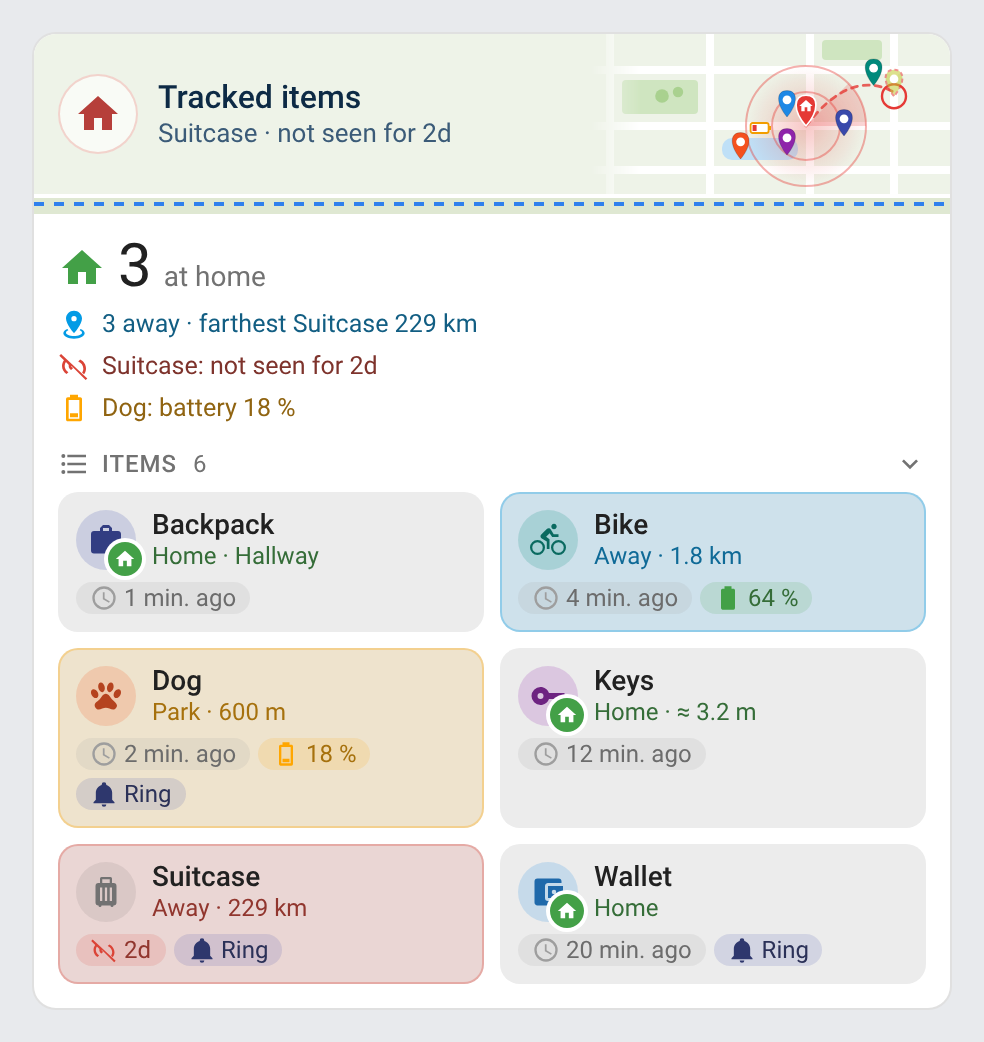 Tracked items
Suitcase · not seen for 2d
3 at home
3 away · farthest Suitcase 229 km
Suitcase: not seen for 2d
Dog: battery 18 %
ITEMS 6
Backpack
Home · Hallway
1 min. ago
Bike
Away · 1.8 km
4 min. ago 64 %
Dog
Park · 600 m
2 min. ago 18 %
Ring
Keys
Home · ≈ 3.2 m
12 min. ago
Suitcase
Away · 229 km
2d Ring
Wallet
Home
20 min. ago Ring